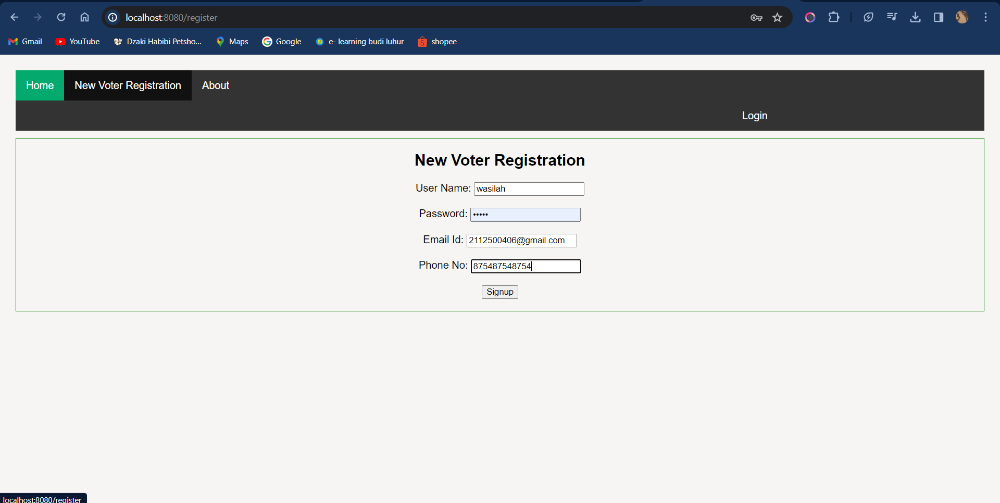 localhost:8080/register
Gmail YouTube Dzaki Habibi Petsho... Maps Google e- learning budi luhur shopee
Home New Voter Registration About
Login
New Voter Registration
User Name: wasilah
Password: •••••
Email Id: 2112500406@gmail.com
Phone No: 875487548754
Signup
localhost:8080/register